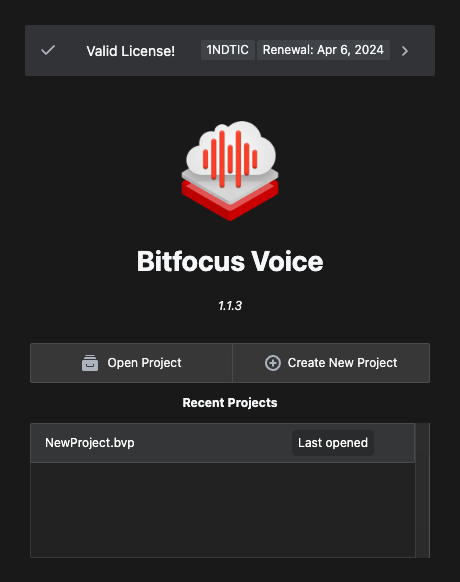 Valid License! 1NDTIC Renewal: Apr 6, 2024
Bitfocus Voice
1.1.3
Open Project Create New Project
Recent Projects
NewProject.bvp Last opened